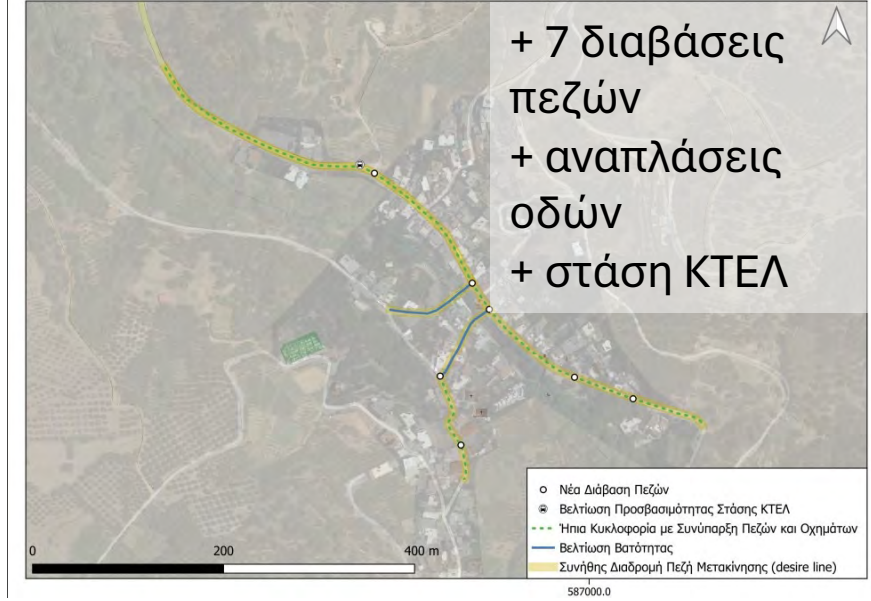 + 7 διαβάσεις
πεζών
+ αναπλάσεις
οδών
+ στάση ΚΤΕΛ
Νέα Διάβαση Πεζών
Βελτίωση Προσβασιμότητας Στάσης ΚΤΕΛ
Ήπια Κυκλοφορία με Συνύπαρξη Πεζών και Οχημάτων
Βελτίωση Βατότητας
Συνήθης Διαδρομή Πεζή Μετακίνησης (desire line)
0 200 400 m
587000.0